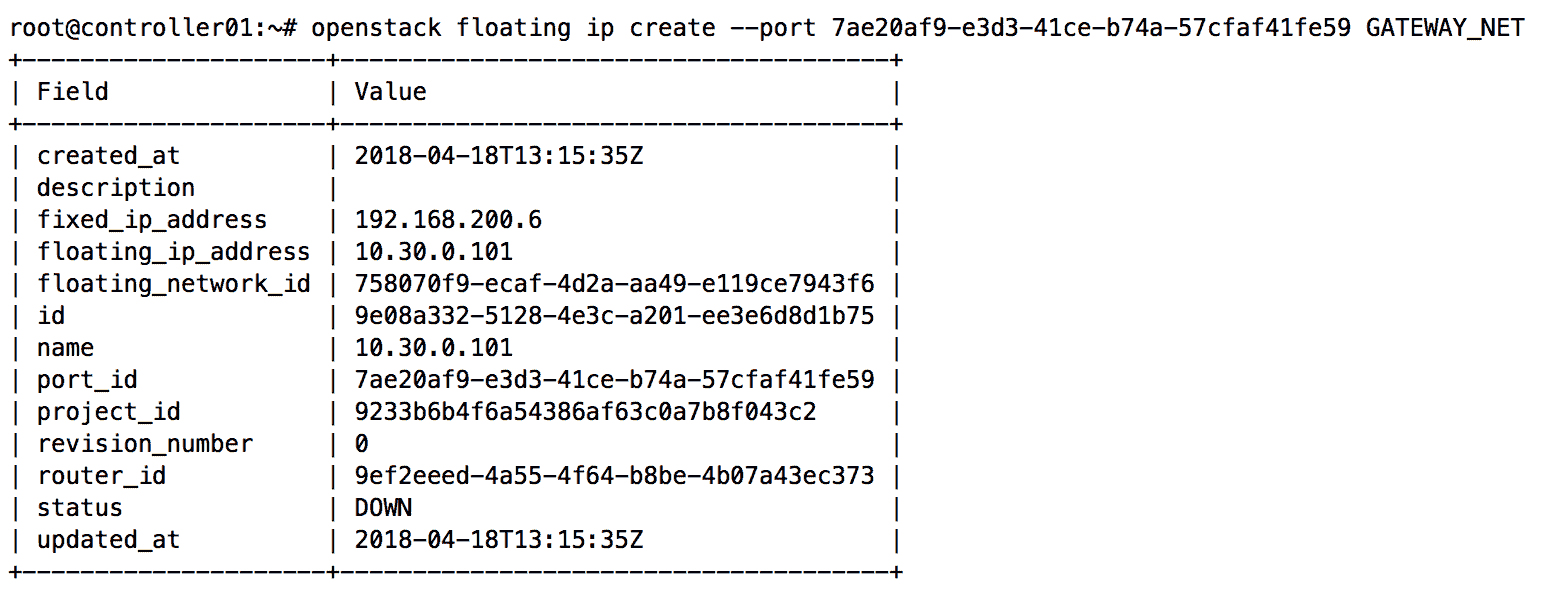 root@controller01:~# openstack floating ip create --port 7ae20af9-e3d3-41ce-b74a-57cfaf41fe59 GATEWAY_NET
+---------------------+--------------------------------------+
| Field               | Value                                |
+---------------------+--------------------------------------+
| created_at          | 2018-04-18T13:15:35Z                 |
| description         |                                      |
| fixed_ip_address    | 192.168.200.6                        |
| floating_ip_address | 10.30.0.101                          |
| floating_network_id | 758070f9-ecaf-4d2a-aa49-e119ce7943f6 |
| id                  | 9e08a332-5128-4e3c-a201-ee3e6d8d1b75 |
| name                | 10.30.0.101                          |
| port_id             | 7ae20af9-e3d3-41ce-b74a-57cfaf41fe59 |
| project_id          | 9233b6b4f6a54386af63c0a7b8f043c2     |
| revision_number     | 0                                    |
| router_id           | 9ef2eeed-4a55-4f64-b8be-4b07a43ec373 |
| status              | DOWN                                 |
| updated_at          | 2018-04-18T13:15:35Z                 |
+---------------------+--------------------------------------+